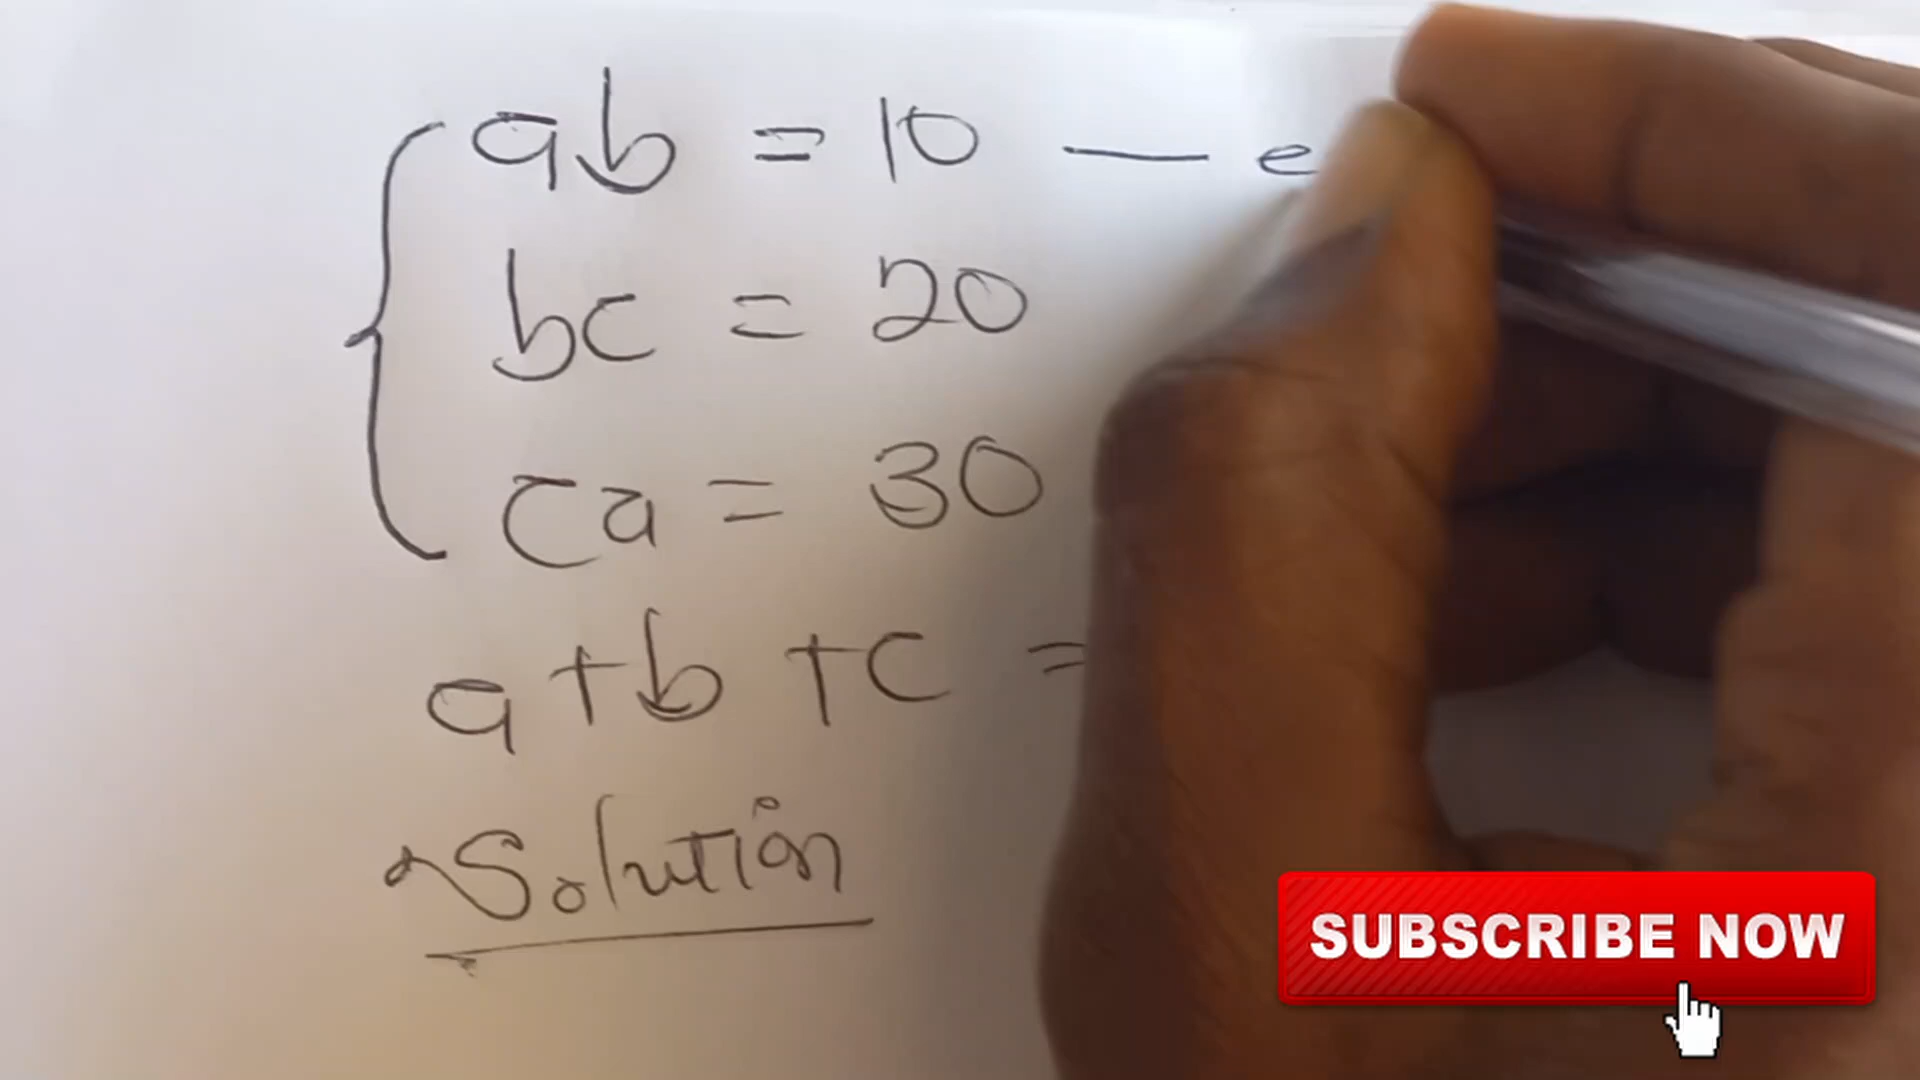 ab = 10 — e
bc = 20
ca = 30
a+b+c =
Solution
SUBSCRIBE NOW